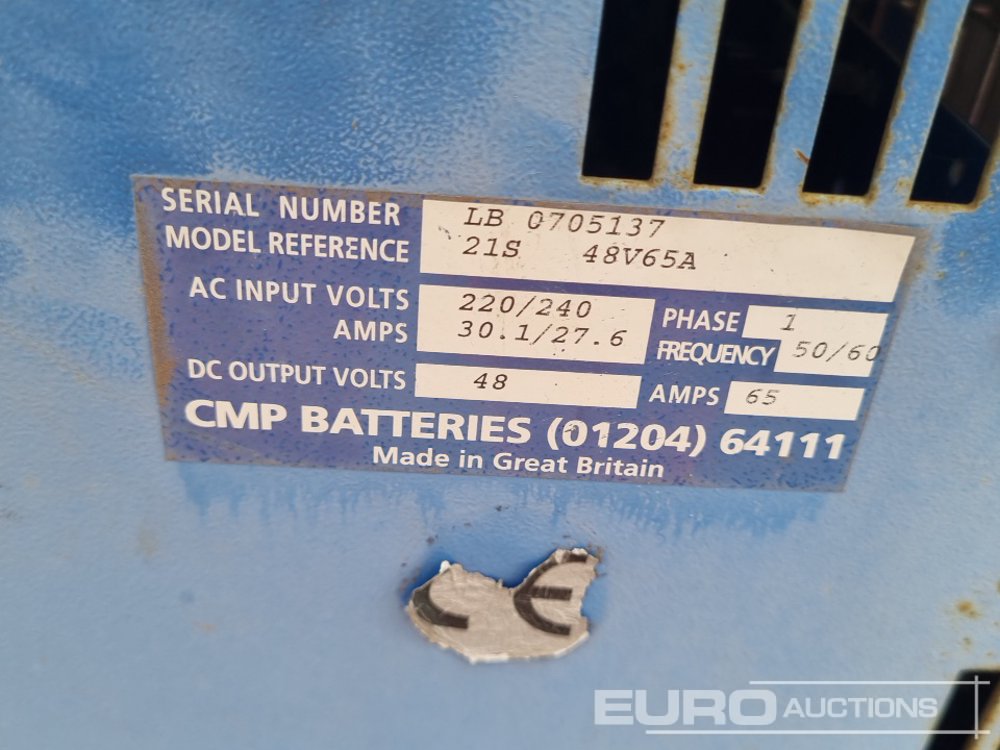 SERIAL NUMBER LB 0705137
MODEL REFERENCE 21S 48V65A
AC INPUT VOLTS 220/240 PHASE 1
AMPS 30.1/27.6 FREQUENCY 50/60
DC OUTPUT VOLTS 48 AMPS 65
CMP BATTERIES (01204) 64111
Made in Great Britain
CE
EURO AUCTIONS